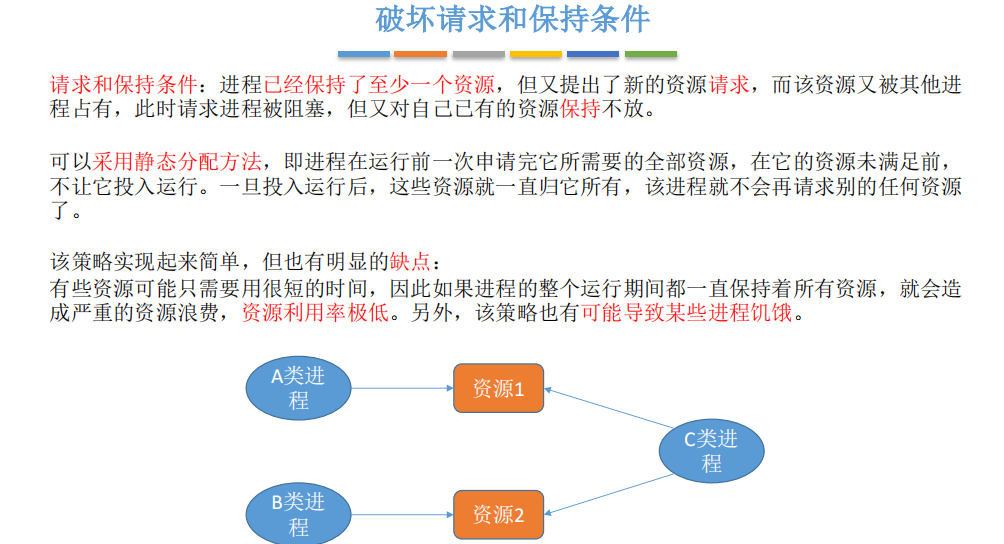 破坏请求和保持条件
请求和保持条件：进程已经保持了至少一个资源，但又提出了新的资源请求，而该资源又被其他进
程占有，此时请求进程被阻塞，但又对自己已有的资源保持不放。
可以采用静态分配方法，即进程在运行前一次申请完它所需要的全部资源，在它的资源未满足前，
不让它投入运行。一旦投入运行后，这些资源就一直归它所有，该进程就不会再请求别的任何资源
了。
该策略实现起来简单，但也有明显的缺点：
有些资源可能只需要用很短的时间，因此如果进程的整个运行期间都一直保持着所有资源，就会造
成严重的资源浪费，资源利用率极低。另外，该策略也有可能导致某些进程饥饿。
A类进
程
资源1
C类进
程
B类进
程
资源2